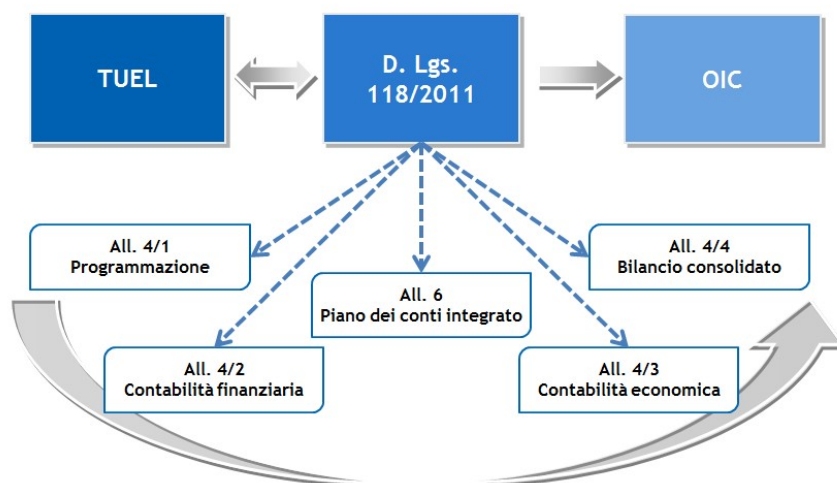 TUEL
D. Lgs.
118/2011
OIC
All. 4/1
Programmazione
All. 4/4
Bilancio consolidato
All. 6
Piano dei conti integrato
All. 4/2
Contabilità finanziaria
All. 4/3
Contabilità economica